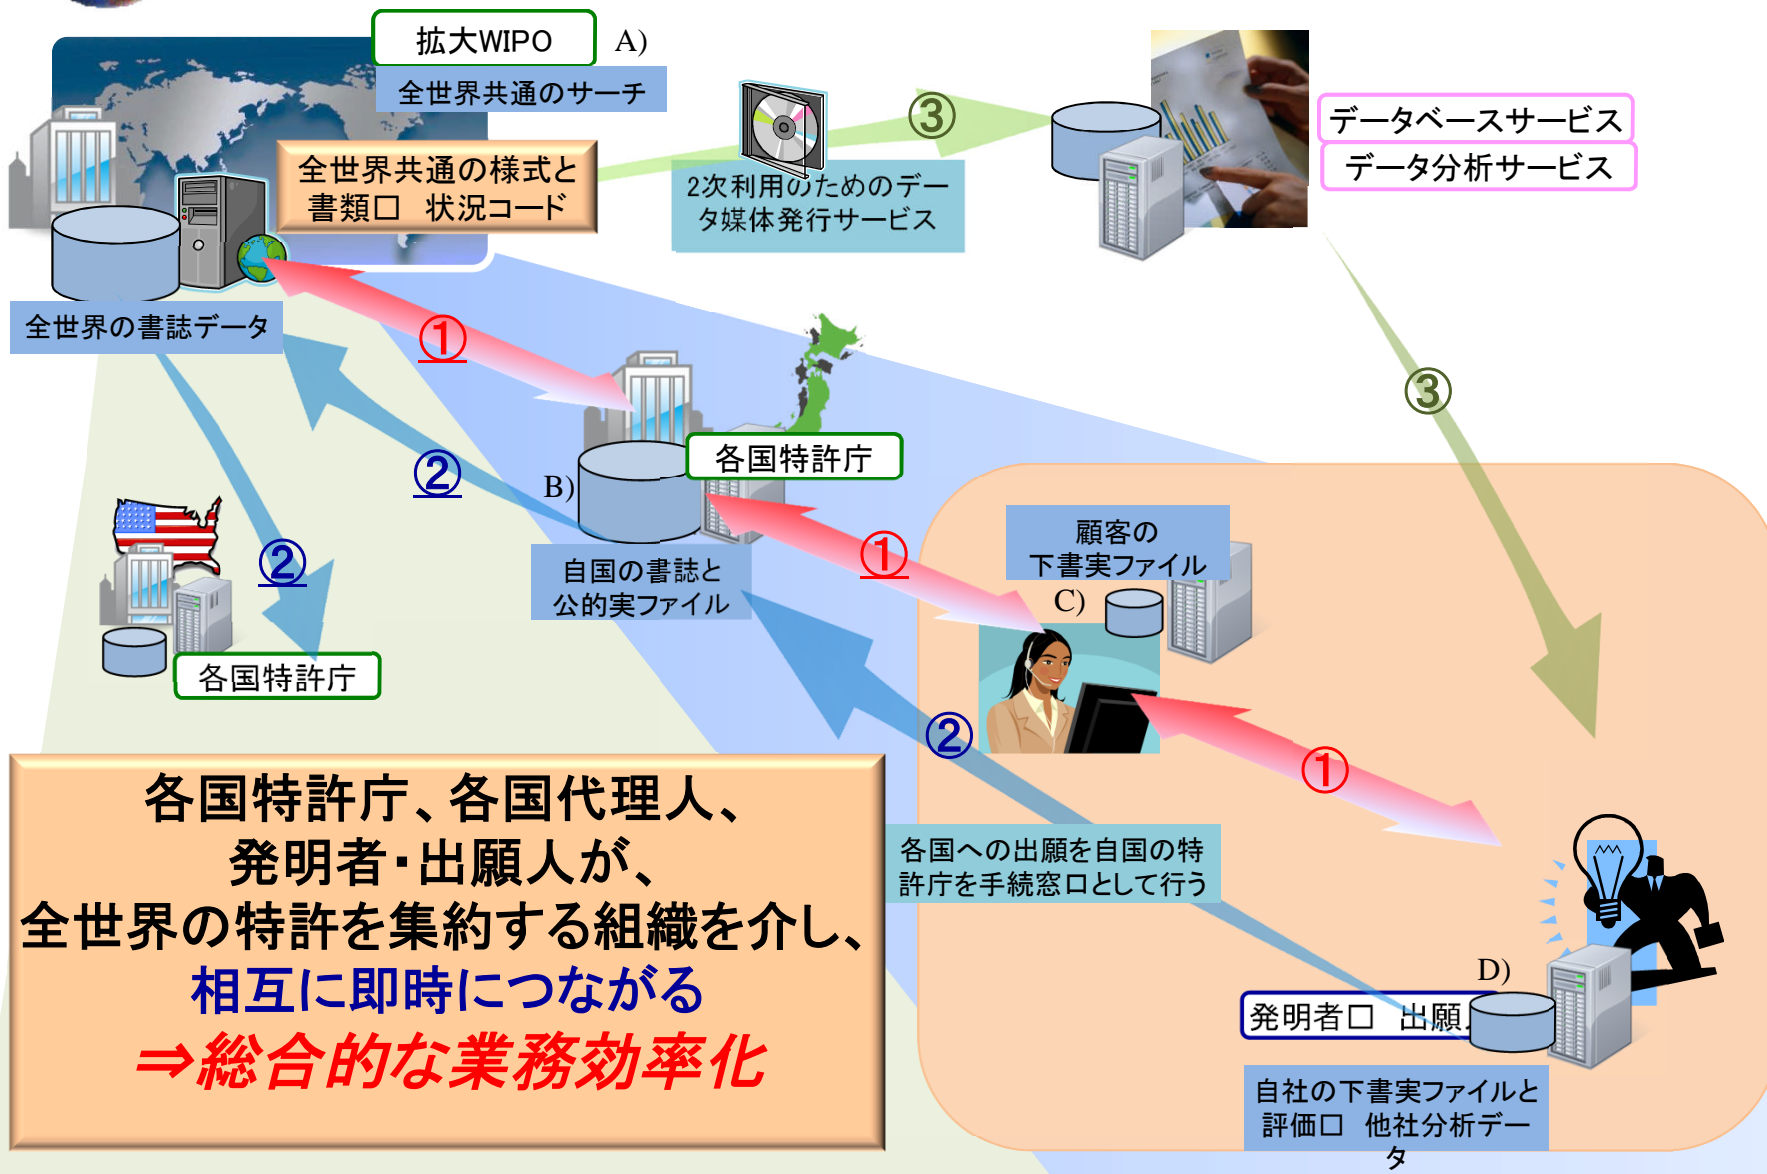 拡大WIPO
A)
全世界共通のサーチ
全世界共通の様式と
書類□　状況コード
全世界の書誌データ
2次利用のためのデー
タ媒体発行サービス
③
データベースサービス
データ分析サービス
③
①
②
②
各国特許庁
B)
各国特許庁
自国の書誌と
公的実ファイル
①
顧客の
下書実ファイル
C)
②
①
各国への出願を自国の特
許庁を手続窓口として行う
D)
発明者□　出願
自社の下書実ファイルと
評価□　他社分析デー
タ
各国特許庁、各国代理人、
発明者・出願人が、
全世界の特許を集約する組織を介し、
相互に即時につながる
⇒総合的な業務効率化